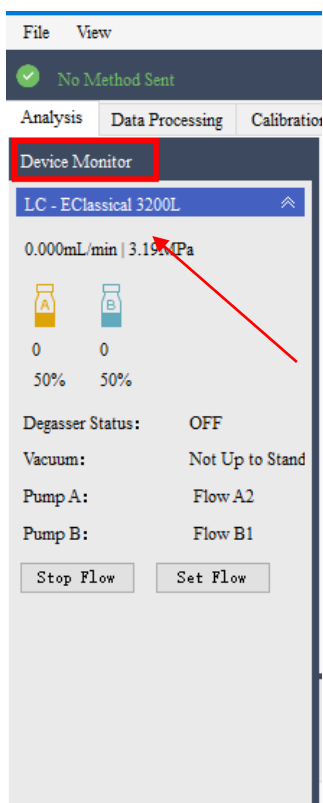 File View
No Method Sent
Analysis Data Processing Calibration
Device Monitor
LC - EClassical 3200L
0.000mL/min | 3.19MPa
A B
0 0
50% 50%
Degasser Status: OFF
Vacuum: Not Up to Stand
Pump A: Flow A2
Pump B: Flow B1
Stop Flow Set Flow